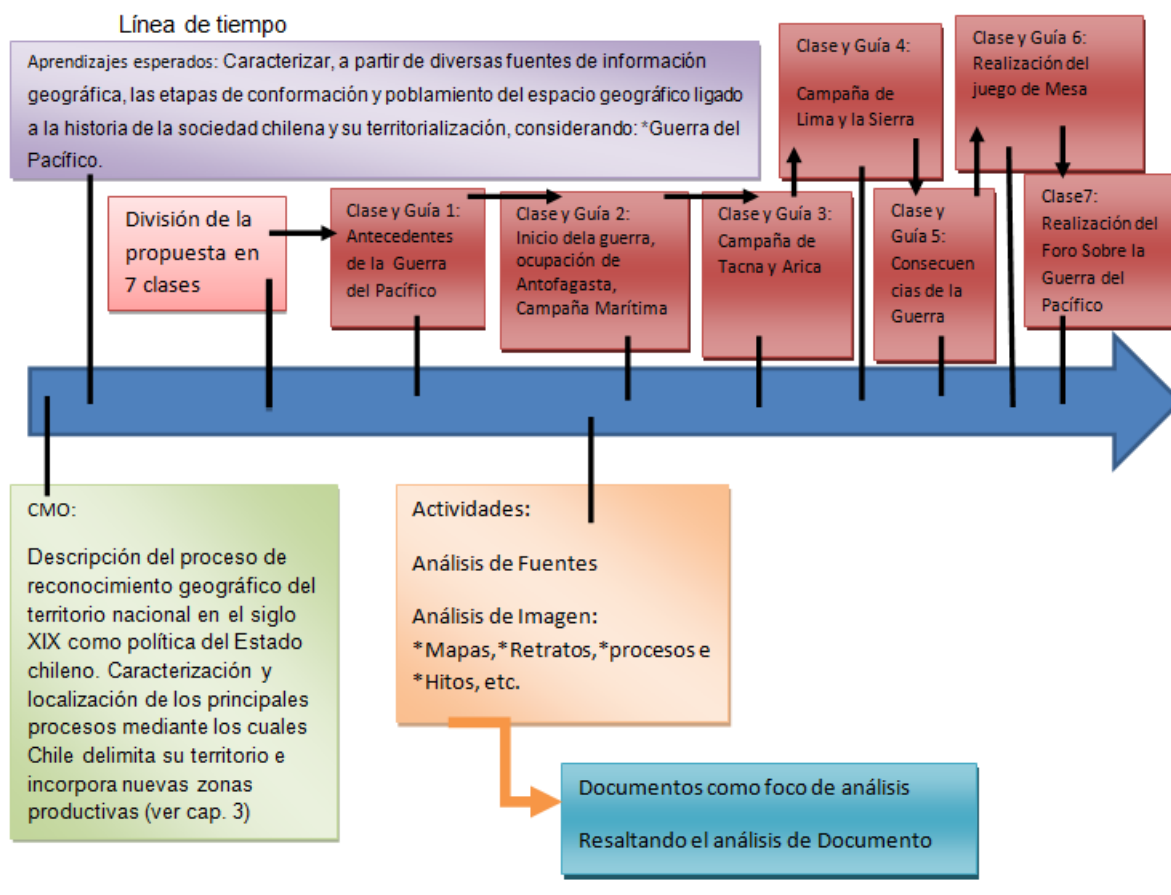 Línea de tiempo
Aprendizajes esperados: Caracterizar, a partir de diversas fuentes de información
geográfica, las etapas de conformación y poblamiento del espacio geográfico ligado
a la historia de la sociedad chilena y su territorialización, considerando: *Guerra del
Pacífico.
División de la
propuesta en
7 clases
Clase y Guía 1:
Antecedentes
de la Guerra
del Pacífico
Clase y Guía 2:
Inicio dela guerra,
ocupación de
Antofagasta,
Campaña Marítima
Clase y Guía 3:
Campaña de
Tacna y Arica
Clase y Guía 4:
Campaña de
Lima y la Sierra
Clase y
Guía 5:
Consecuen
cias de la
Guerra
Clase y Guía 6:
Realización del
juego de Mesa
Clase7:
Realización del
Foro Sobre la
Guerra del
Pacífico
CMO:
Descripción del proceso de
reconocimiento geográfico del
territorio nacional en el siglo
XIX como política del Estado
chileno. Caracterización y
localización de los principales
procesos mediante los cuales
Chile delimita su territorio e
incorpora nuevas zonas
productivas (ver cap. 3)
Actividades:
Análisis de Fuentes
Análisis de Imagen:
*Mapas,*Retratos,*procesos e
*Hitos, etc.
Documentos como foco de análisis
Resaltando el análisis de Documento